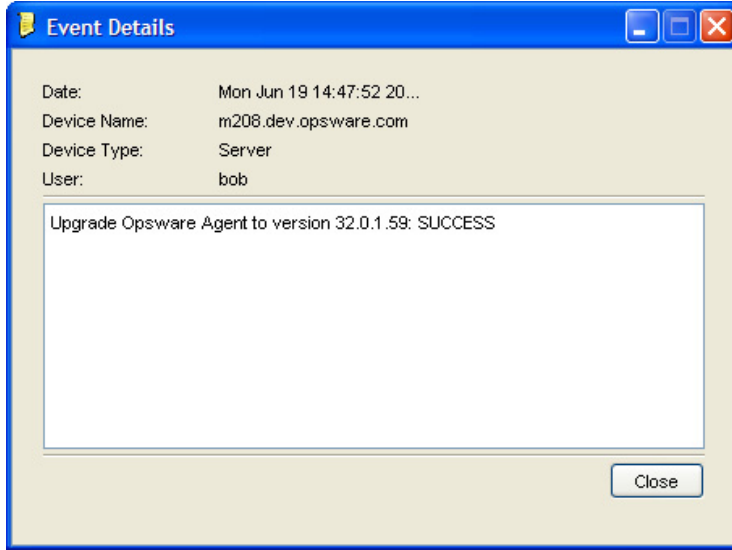 Event Details
Date: Mon Jun 19 14:47:52 20...
Device Name: m208.dev.opsware.com
Device Type: Server
User: bob
Upgrade Opsware Agent to version 32.0.1.59: SUCCESS
Close